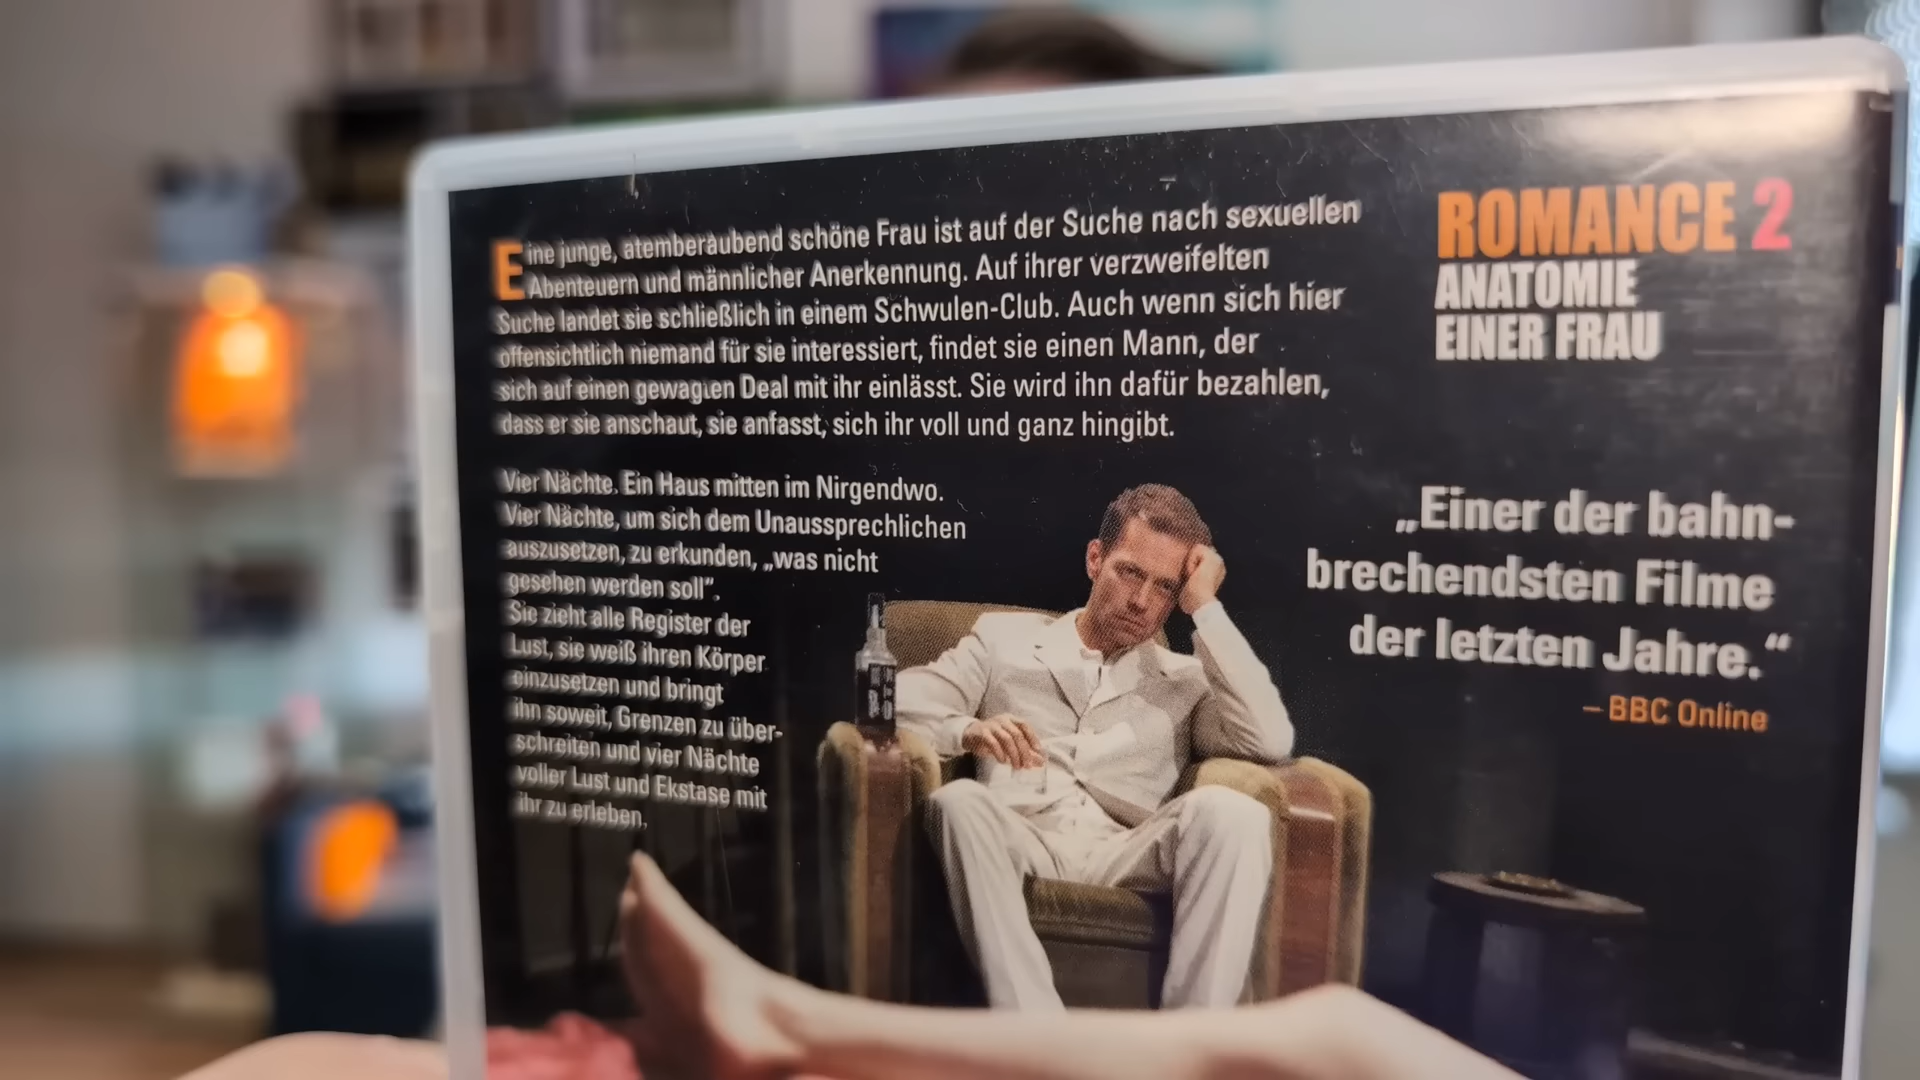 Eine junge, atemberaubend schöne Frau ist auf der Suche nach sexuellen
Abenteuern und männlicher Anerkennung. Auf ihrer verzweifelten
Suche landet sie schließlich in einem Schwulen-Club. Auch wenn sich hier
offensichtlich niemand für sie interessiert, findet sie einen Mann, der
sich auf einen gewagten Deal mit ihr einlässt. Sie wird ihn dafür bezahlen,
dass er sie anschaut, sie anfasst, sich ihr voll und ganz hingibt.
Vier Nächte. Ein Haus mitten im Nirgendwo.
Vier Nächte, um sich dem Unaussprechlichen
auszusetzen, zu erkunden, „was nicht
gesehen werden soll“.
Sie zieht alle Register der
Lust, sie weiß ihren Körper
einzusetzen und bringt
ihn soweit, Grenzen zu über-
schreiten und vier Nächte
voller Lust und Ekstase mit
ihr zu erleben.
ROMANCE 2
ANATOMIE
EINER FRAU
„Einer der bahn-
brechendsten Filme
der letzten Jahre.“
– BBC Online